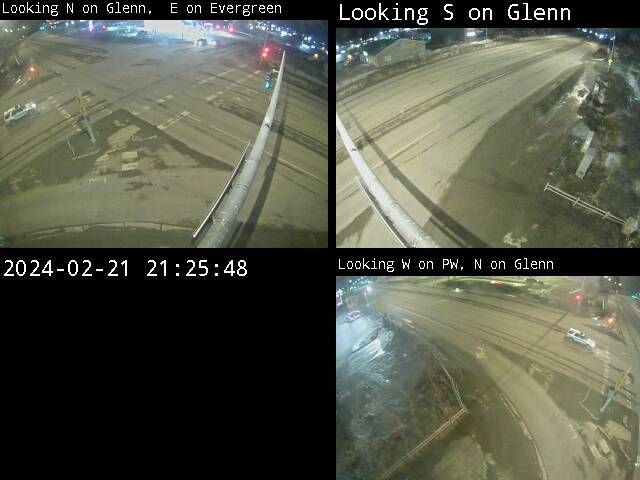 Looking N on Glenn,  E on Evergreen
Looking S on Glenn
2024-02-21 21:25:48
Looking W on PW, N on Glenn